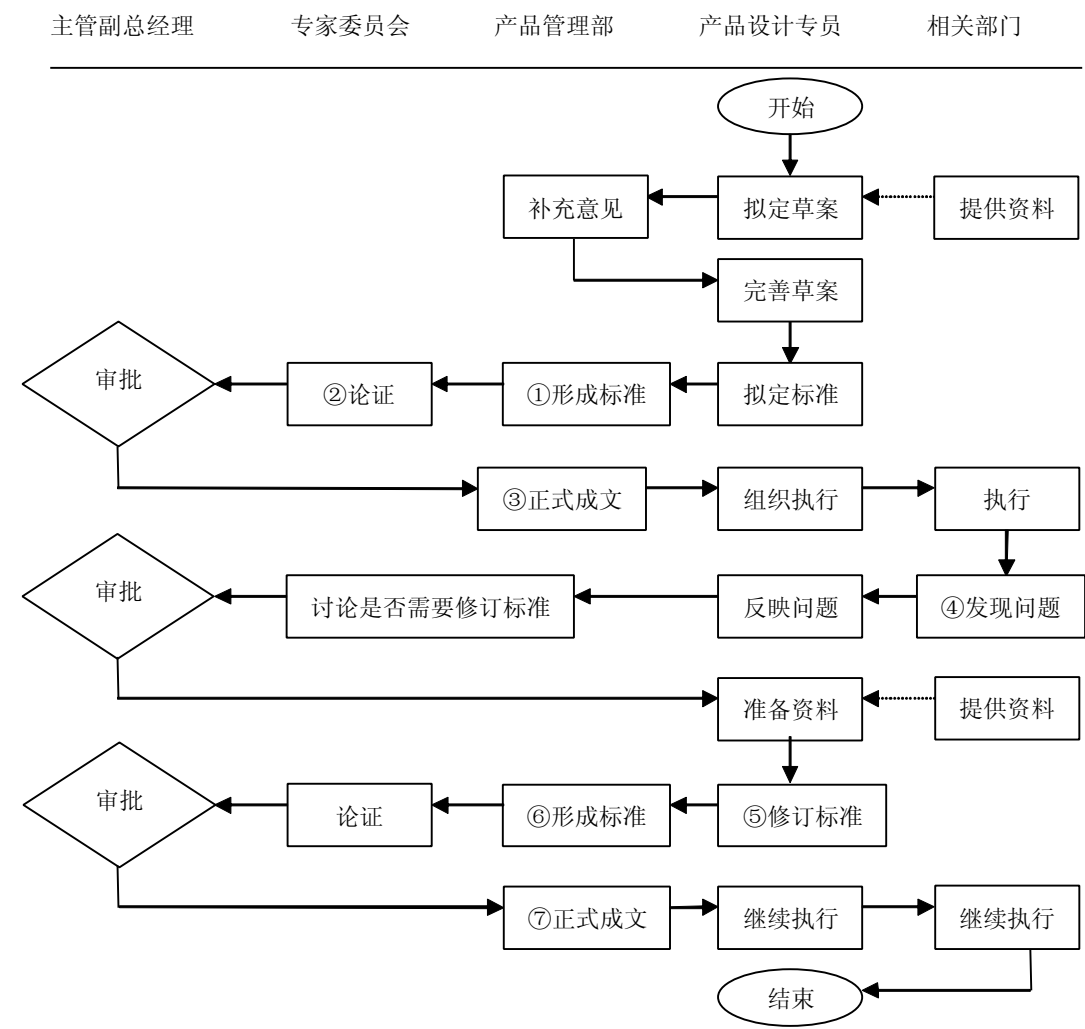 主管副总经理 专家委员会 产品管理部 产品设计专员 相关部门
开始
补充意见 拟定草案 提供资料
完善草案
审批 ②论证 ①形成标准 拟定标准
③正式成文 组织执行 执行
审批 讨论是否需要修订标准 反映问题 ④发现问题
准备资料 提供资料
审批 论证 ⑥形成标准 ⑤修订标准
⑦正式成文 继续执行 继续执行
结束